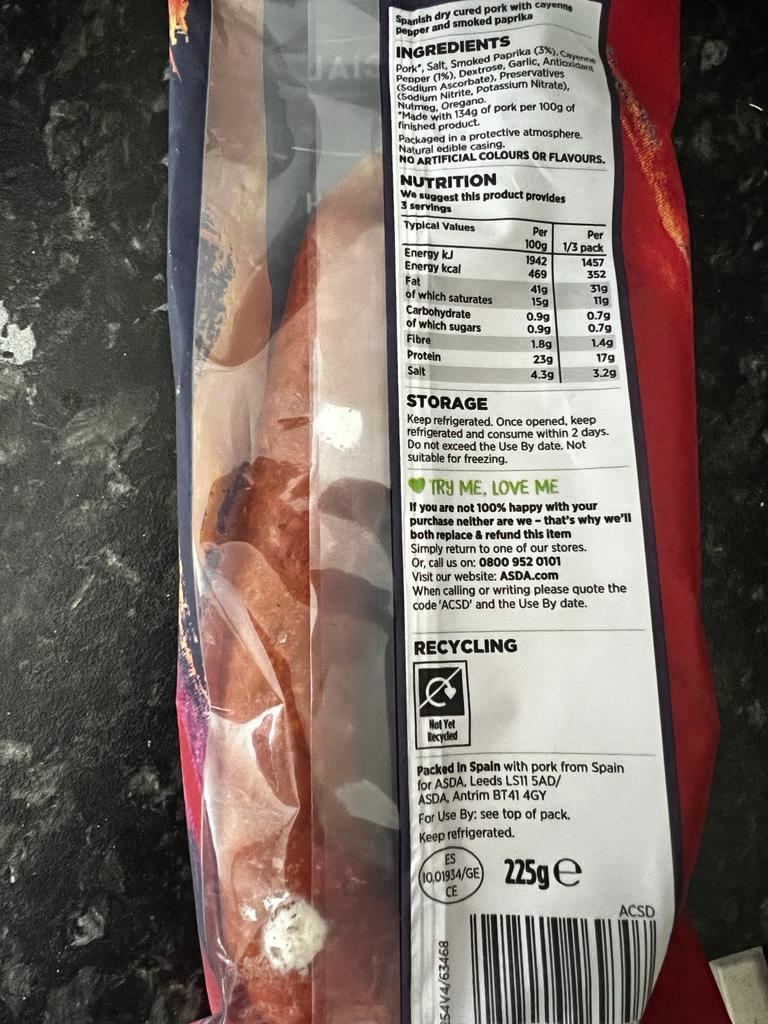 Spanish dry cured pork with cayenne
pepper and smoked paprika
INGREDIENTS
Pork*, Salt, Smoked Paprika (3%), Cayenne
Pepper (1%), Dextrose, Garlic, Antioxidant
(Sodium Ascorbate), Preservatives
(Sodium Nitrite, Potassium Nitrate),
Nutmeg, Oregano.
*Made with 134g of pork per 100g of
finished product.
Packaged in a protective atmosphere.
Natural edible casing.
NO ARTIFICIAL COLOURS OR FLAVOURS.
NUTRITION
We suggest this product provides
3 servings
Typical Values Per 100g Per 1/3 pack
Energy kJ 1942 1457
Energy kcal 469 352
Fat 41g 31g
of which saturates 15g 11g
Carbohydrate 0.9g 0.7g
of which sugars 0.9g 0.7g
Fibre 1.8g 1.4g
Protein 23g 17g
Salt 4.3g 3.2g
STORAGE
Keep refrigerated. Once opened, keep
refrigerated and consume within 2 days.
Do not exceed the Use By date. Not
suitable for freezing.
TRY ME, LOVE ME
If you are not 100% happy with your
purchase neither are we – that's why we'll
both replace & refund this item
Simply return to one of our stores.
Or, call us on: 0800 952 0101
Visit our website: ASDA.com
When calling or writing please quote the
code 'ACSD' and the Use By date.
RECYCLING
Not Yet
Recycled
Packed in Spain with pork from Spain
for ASDA, Leeds LS11 5AD/
ASDA, Antrim BT41 4GY
For Use By: see top of pack.
Keep refrigerated.
ES
10,01934/GE
CE
225g e
ACSD
54V4/63468